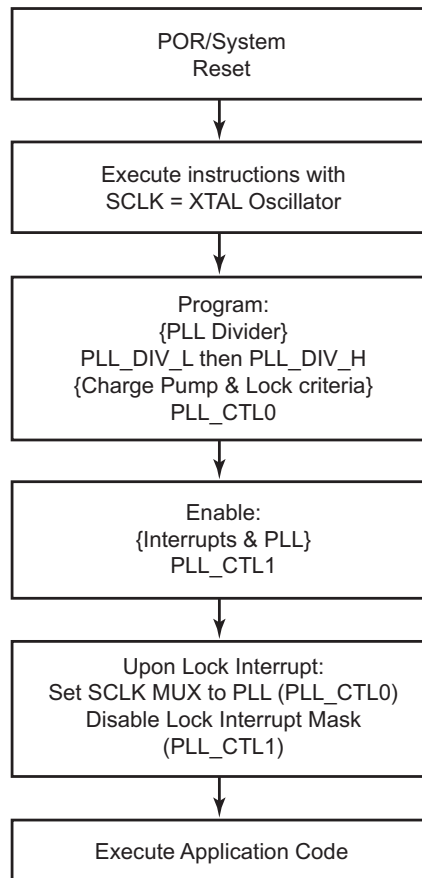 POR/System
Reset
Execute instructions with
SCLK = XTAL Oscillator
Program:
{PLL Divider}
PLL_DIV_L then PLL_DIV_H
{Charge Pump & Lock criteria}
PLL_CTL0
Enable:
{Interrupts & PLL}
PLL_CTL1
Upon Lock Interrupt:
Set SCLK MUX to PLL (PLL_CTL0)
Disable Lock Interrupt Mask
(PLL_CTL1)
Execute Application Code